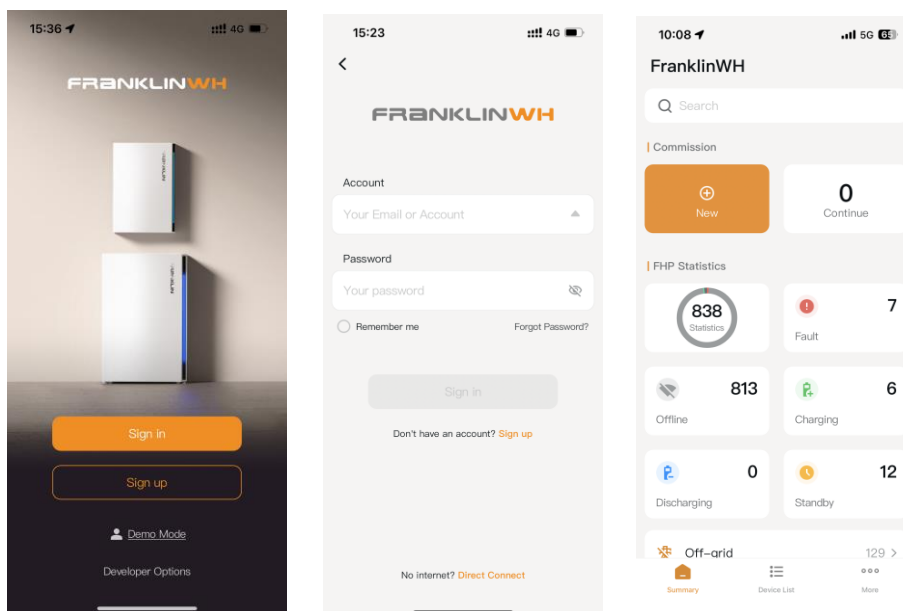 15:36
4G
FRANKLINWH
Sign in
Sign up
Demo Mode
Developer Options
15:23
4G
FRANKLINWH
Account
Your Email or Account
Password
Your password
Remember me
Forgot Password?
Sign in
Don't have an account? Sign up
No internet? Direct Connect
10:08
5G
FranklinWH
Search
Commission
New
0
Continue
FHP Statistics
838
Statistics
7
Fault
813
Offline
6
Charging
0
Discharging
12
Standby
Off-grid
129 >
Summary
Device List
More